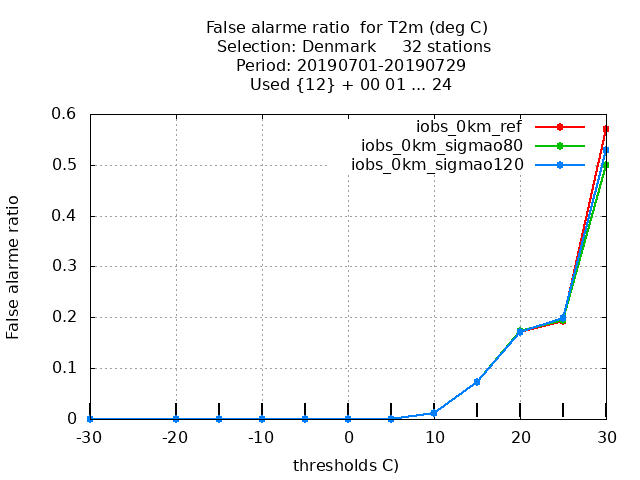 False alarme ratio  for T2m (deg C)
Selection: Denmark     32 stations
Period: 20190701-20190729
Used {12} + 00 01 ... 24
iobs_0km_ref
iobs_0km_sigmao80
iobs_0km_sigmao120
False alarme ratio
0.6
0.5
0.4
0.3
0.2
0.1
0
-30 -20 -10 0 10 20 30
thresholds C)